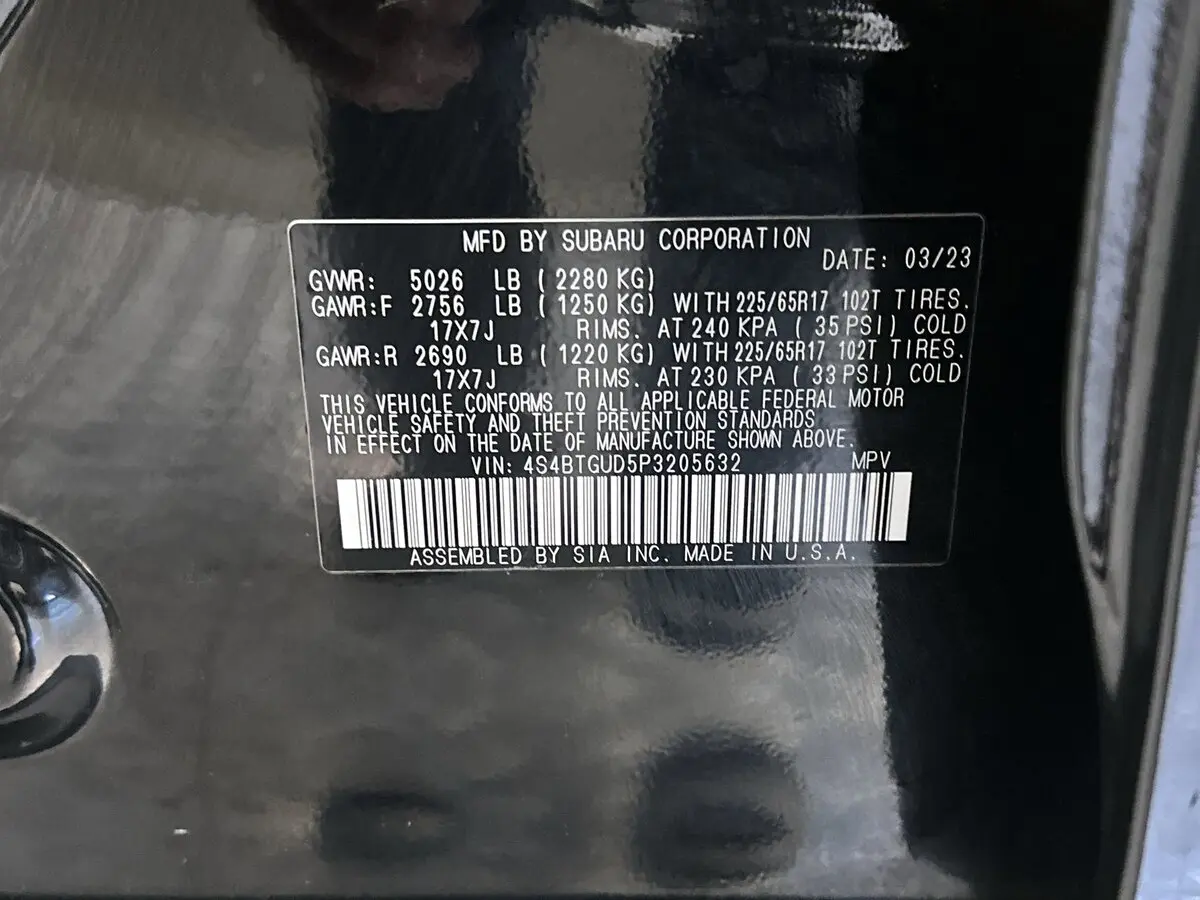 MFD BY SUBARU CORPORATION
DATE: 03/23
GVWR: 5026 LB ( 2280 KG)
GAWR:F 2756 LB ( 1250 KG) WITH 225/65R17 102T TIRES.
17X7J RIMS. AT 240 KPA ( 35 PSI) COLD
GAWR:R 2690 LB ( 1220 KG) WITH 225/65R17 102T TIRES.
17X7J RIMS. AT 230 KPA ( 33 PSI) COLD
THIS VEHICLE CONFORMS TO ALL APPLICABLE FEDERAL MOTOR
VEHICLE SAFETY AND THEFT PREVENTION STANDARDS
IN EFFECT ON THE DATE OF MANUFACTURE SHOWN ABOVE.
VIN: 4S4BTGUD5P3205632 MPV
ASSEMBLED BY SIA INC. MADE IN U.S.A.